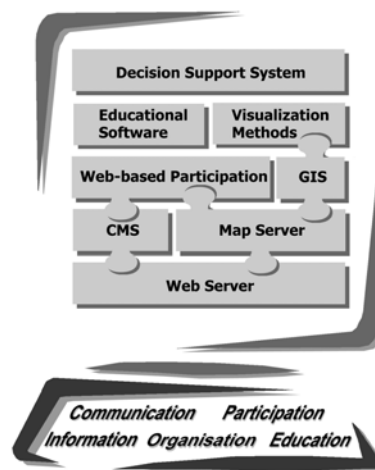 Decision Support System
Educational Software
Visualization Methods
Web-based Participation
GIS
CMS
Map Server
Web Server
Communication Participation
Information Organisation Education